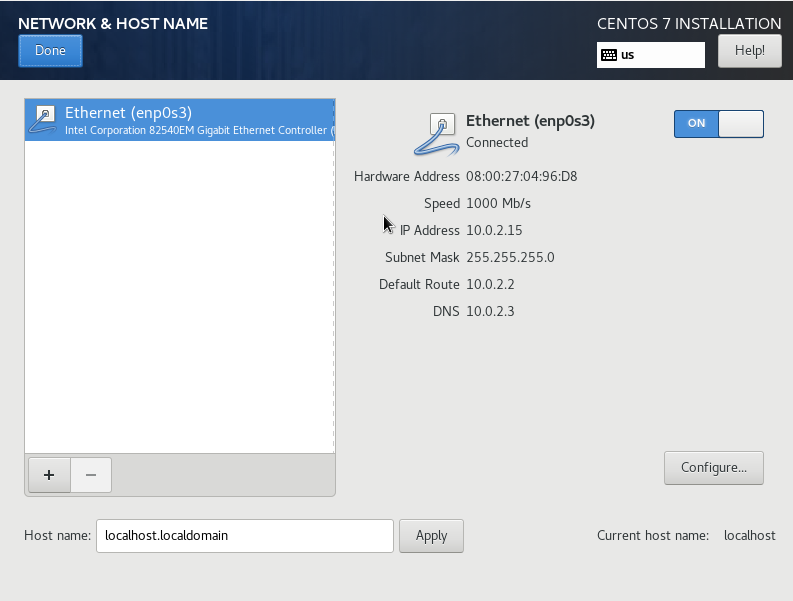 NETWORK & HOST NAME
CENTOS 7 INSTALLATION
Done
us
Help!
Ethernet (enp0s3)
Intel Corporation 82540EM Gigabit Ethernet Controller (
Ethernet (enp0s3)
Connected
ON
Hardware Address 08:00:27:04:96:D8
Speed 1000 Mb/s
IP Address 10.0.2.15
Subnet Mask 255.255.255.0
Default Route 10.0.2.2
DNS 10.0.2.3
+ −
Configure...
Host name: localhost.localdomain Apply
Current host name: localhost